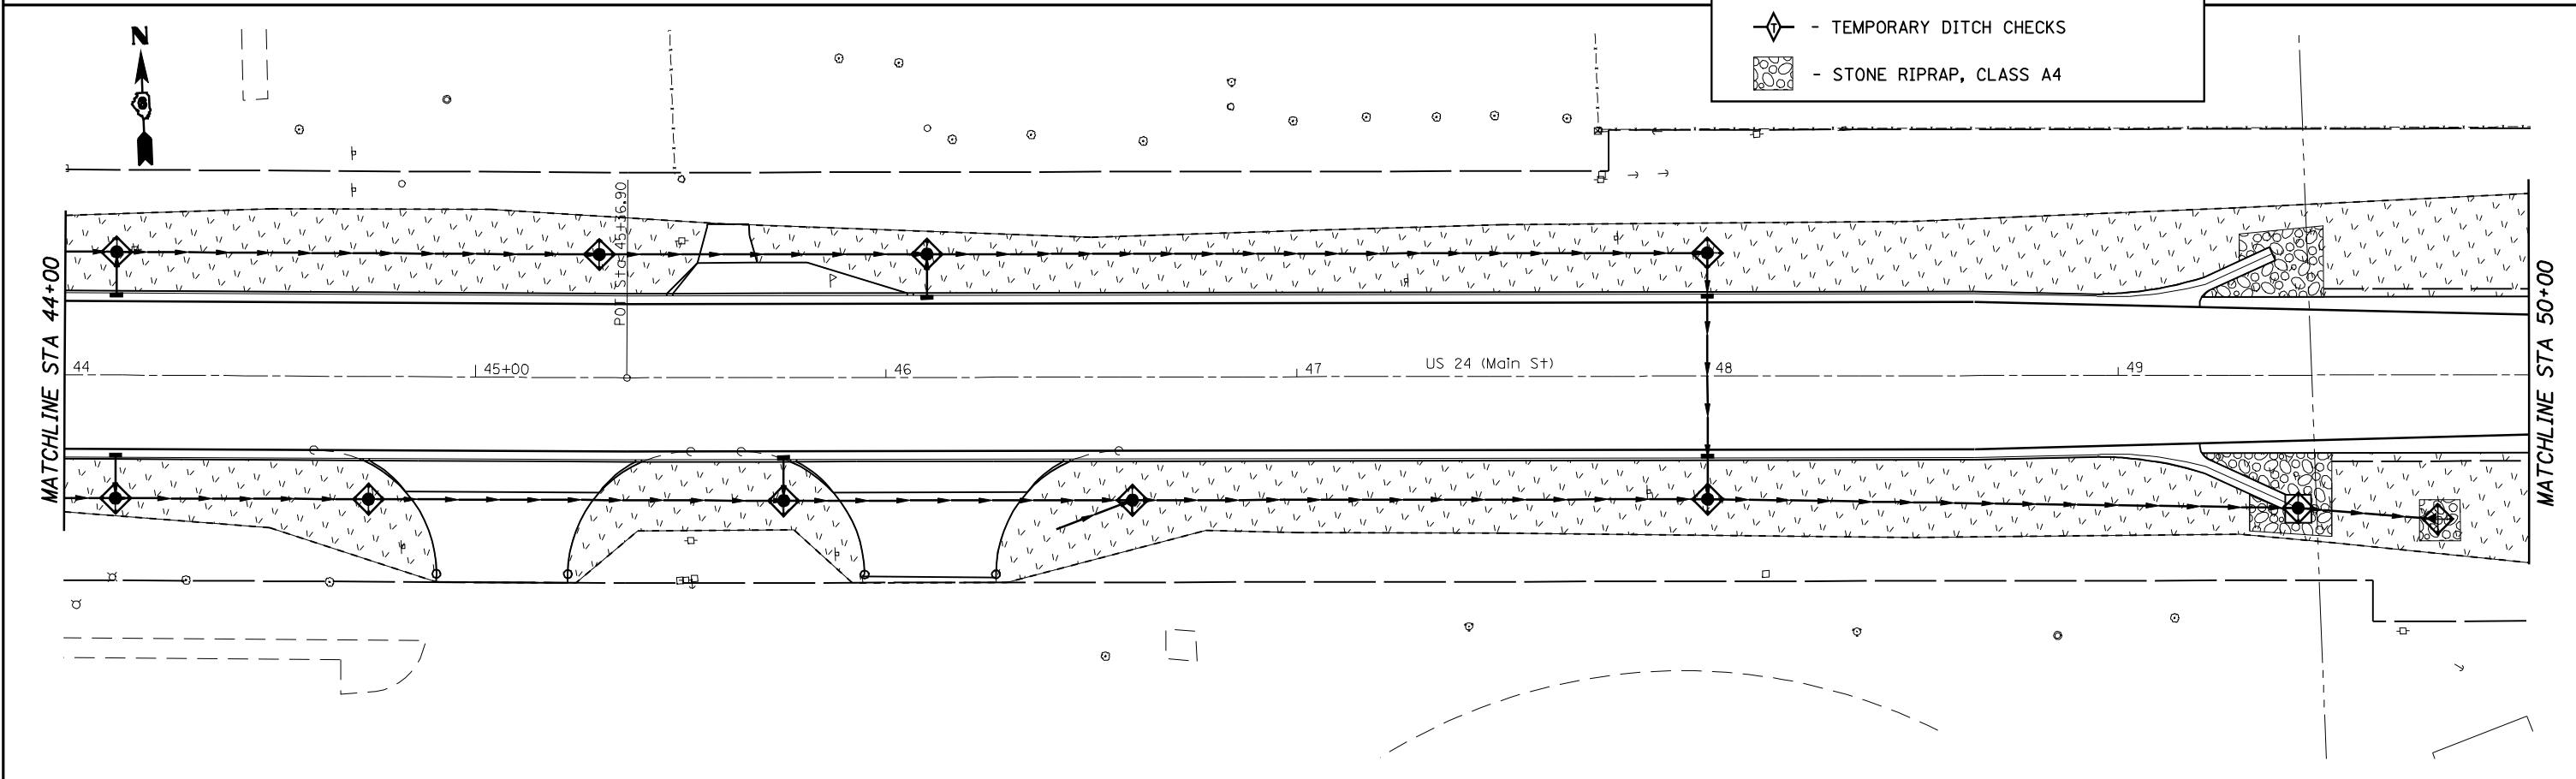 - TEMPORARY DITCH CHECKS
- STONE RIPRAP, CLASS A4
N
MATCHLINE STA 44+00
POT Sta 45+36.90
MATCHLINE STA 50+00
44
45+00
46
47
US 24 (Main St)
48
49